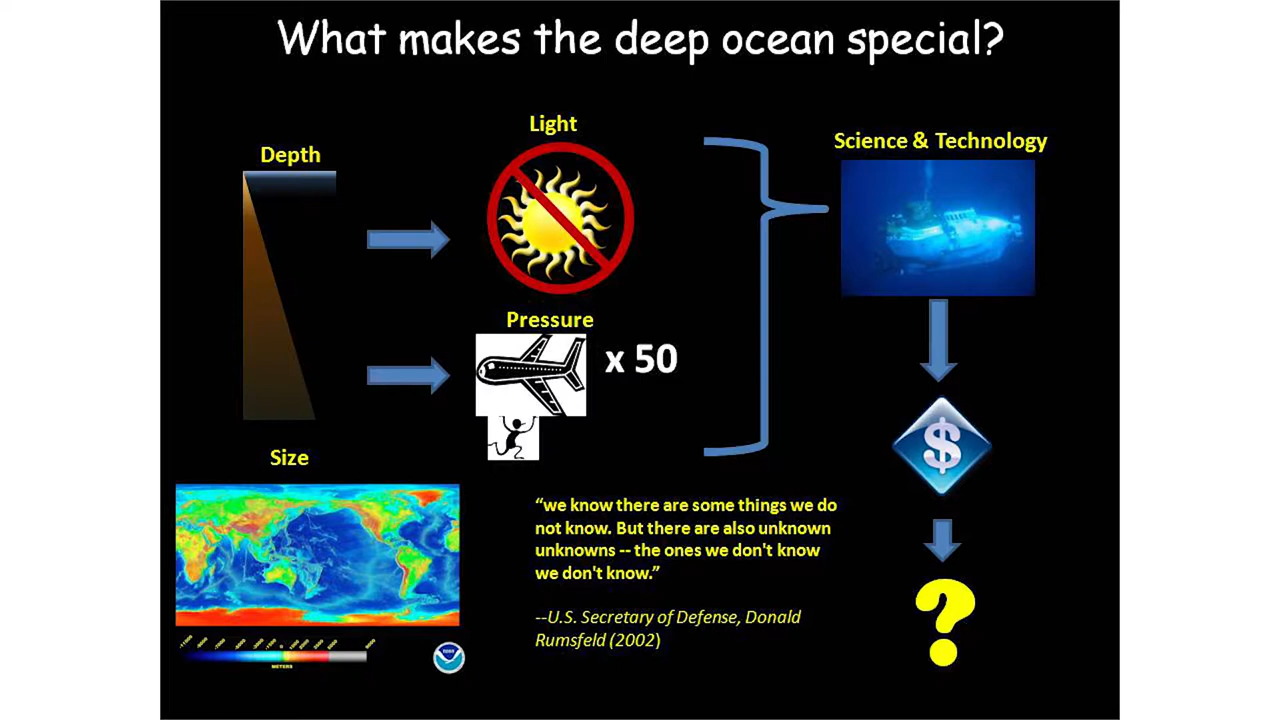 What makes the deep ocean special?
Light
Depth
Science & Technology
Pressure
x 50
$
Size
“we know there are some things we do
not know. But there are also unknown
unknowns -- the ones we don't know
we don't know.”
--U.S. Secretary of Defense, Donald
Rumsfeld (2002)
?
METERS